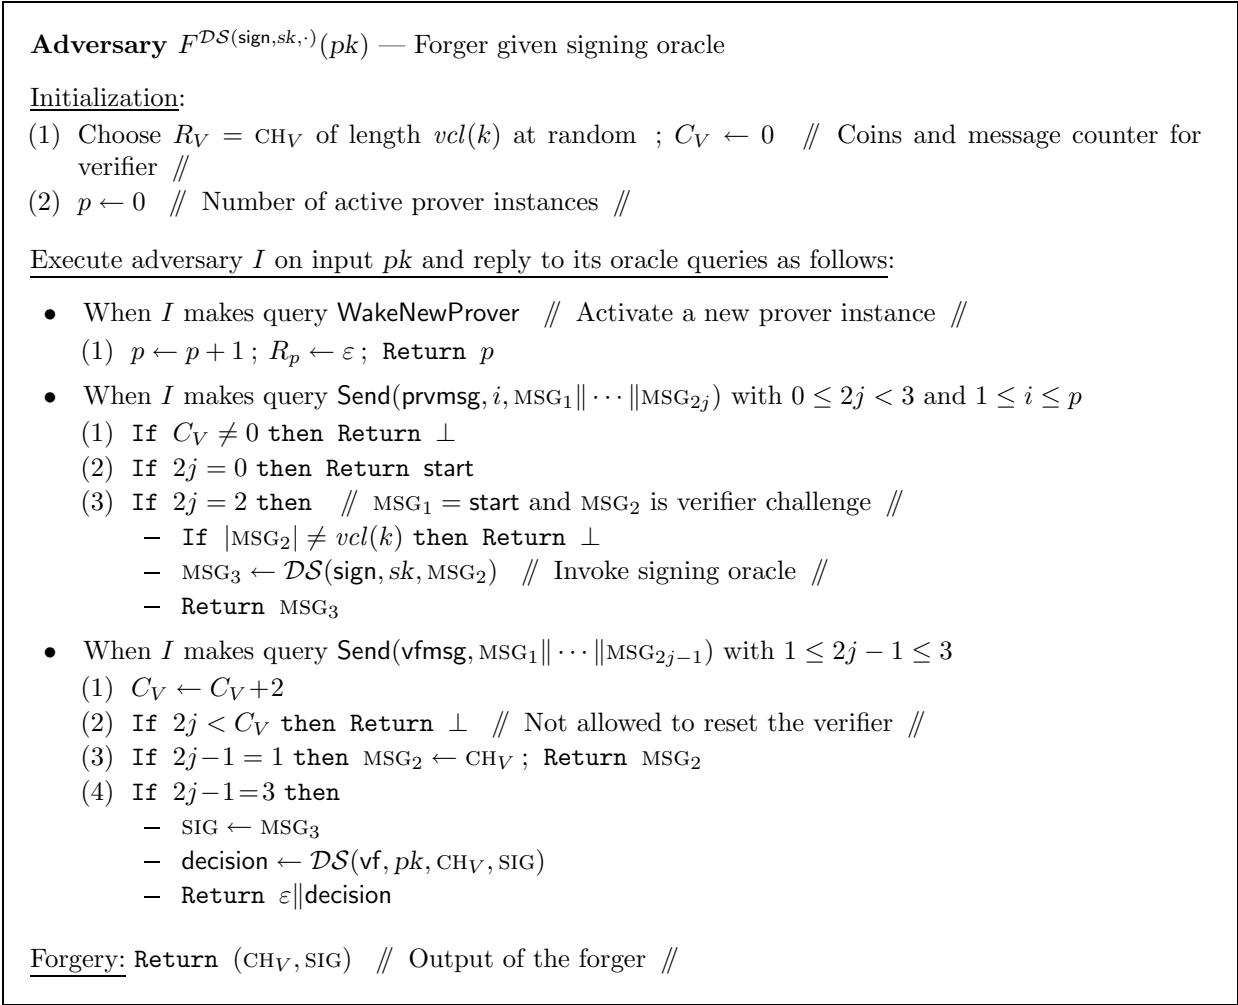 Adversary F^{𝒟𝒮(sign,sk,·)}(pk) — Forger given signing oracle
Initialization:
(1) Choose R_V = CH_V of length vcl(k) at random ; C_V ← 0 // Coins and message counter for
verifier //
(2) p ← 0 // Number of active prover instances //
Execute adversary I on input pk and reply to its oracle queries as follows:
• When I makes query WakeNewProver // Activate a new prover instance //
(1) p ← p + 1 ; R_p ← ε ; Return p
• When I makes query Send(prvmsg, i, MSG_1‖ ··· ‖MSG_{2j}) with 0 ≤ 2j < 3 and 1 ≤ i ≤ p
(1) If C_V ≠ 0 then Return ⊥
(2) If 2j = 0 then Return start
(3) If 2j = 2 then // MSG_1 = start and MSG_2 is verifier challenge //
– If |MSG_2| ≠ vcl(k) then Return ⊥
– MSG_3 ← 𝒟𝒮(sign, sk, MSG_2) // Invoke signing oracle //
– Return MSG_3
• When I makes query Send(vfmsg, MSG_1‖ ··· ‖MSG_{2j−1}) with 1 ≤ 2j − 1 ≤ 3
(1) C_V ← C_V +2
(2) If 2j < C_V then Return ⊥ // Not allowed to reset the verifier //
(3) If 2j−1 = 1 then MSG_2 ← CH_V ; Return MSG_2
(4) If 2j−1=3 then
– SIG ← MSG_3
– decision ← 𝒟𝒮(vf, pk, CH_V, SIG)
– Return ε‖decision
Forgery: Return (CH_V, SIG) // Output of the forger //